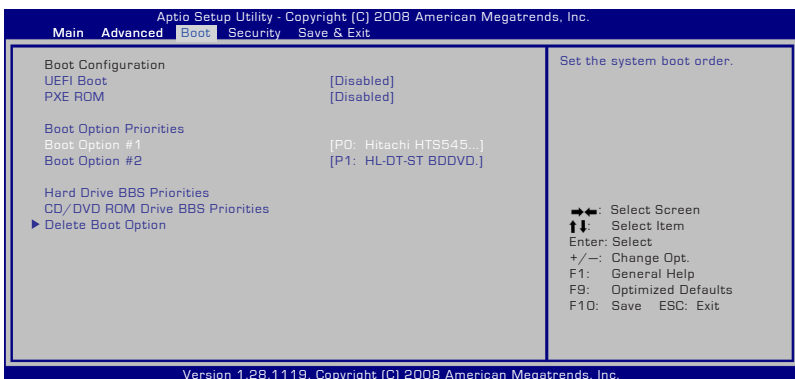 Aptio Setup Utility - Copyright (C) 2008 American Megatrends, Inc.
Main Advanced Boot Security Save & Exit
Boot Configuration
UEFI Boot [Disabled]
PXE ROM [Disabled]
Boot Option Priorities
Boot Option #1 [P0: Hitachi HTS545...]
Boot Option #2 [P1: HL-DT-ST BDDVD.]
Hard Drive BBS Priorities
CD/DVD ROM Drive BBS Priorities
▶ Delete Boot Option
Set the system boot order.
➡⬅: Select Screen
⬆⬇: Select Item
Enter: Select
+/—: Change Opt.
F1: General Help
F9: Optimized Defaults
F10: Save ESC: Exit
Version 1.28.1119. Copyright (C) 2008 American Megatrends, Inc.